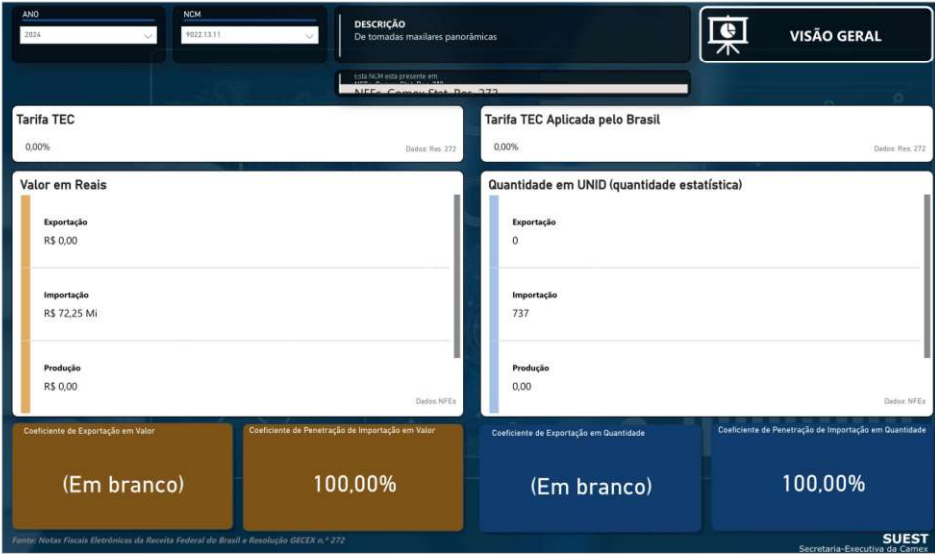 ANO
2024
NCM
9022.13.11
DESCRIÇÃO
De tomadas maxilares panorâmicas
VISÃO GERAL
Esta NCM esta presente em
NFEs, Comex Stat, Res. 272
Tarifa TEC
0,00%
Dados: Res. 272
Tarifa TEC Aplicada pelo Brasil
0,00%
Dados: Res. 272
Valor em Reais
Exportação
R$ 0,00
Importação
R$ 72,25 Mi
Produção
R$ 0,00
Dados: NFEs
Quantidade em UNID (quantidade estatística)
Exportação
0
Importação
737
Produção
0,00
Dados: NFEs
Coeficiente de Exportação em Valor
(Em branco)
Coeficiente de Penetração de Importação em Valor
100,00%
Coeficiente de Exportação em Quantidade
(Em branco)
Coeficiente de Penetração de Importação em Quantidade
100,00%
Fonte: Notas Fiscais Eletrônicas da Receita Federal do Brasil e Resolução GECEX n.º 272
SUEST
Secretaria-Executiva da Camex